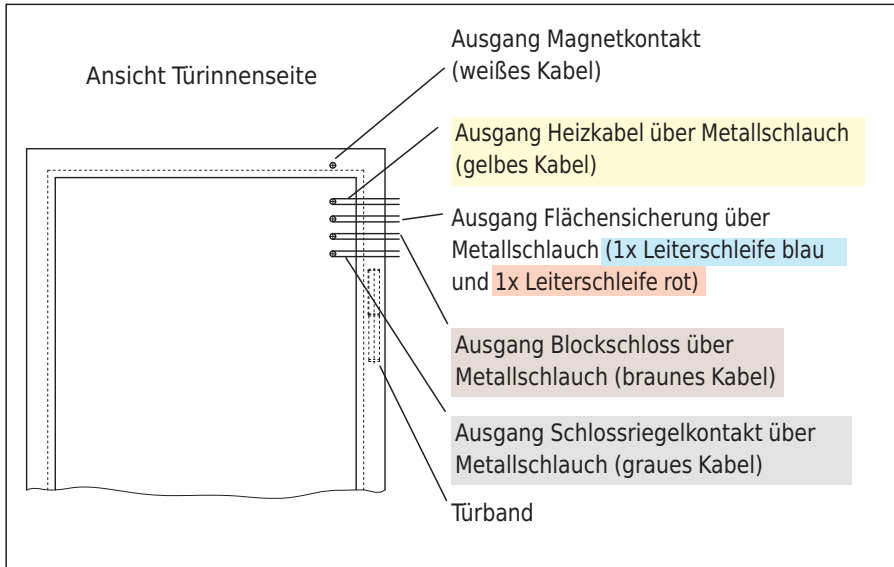 Ansicht Türinnenseite
Ausgang Magnetkontakt
(weißes Kabel)
Ausgang Heizkabel über Metallschlauch
(gelbes Kabel)
Ausgang Flächensicherung über
Metallschlauch (1x Leiterschleife blau
und 1x Leiterschleife rot)
Ausgang Blockschloss über
Metallschlauch (braunes Kabel)
Ausgang Schlossriegelkontakt über
Metallschlauch (graues Kabel)
Türband